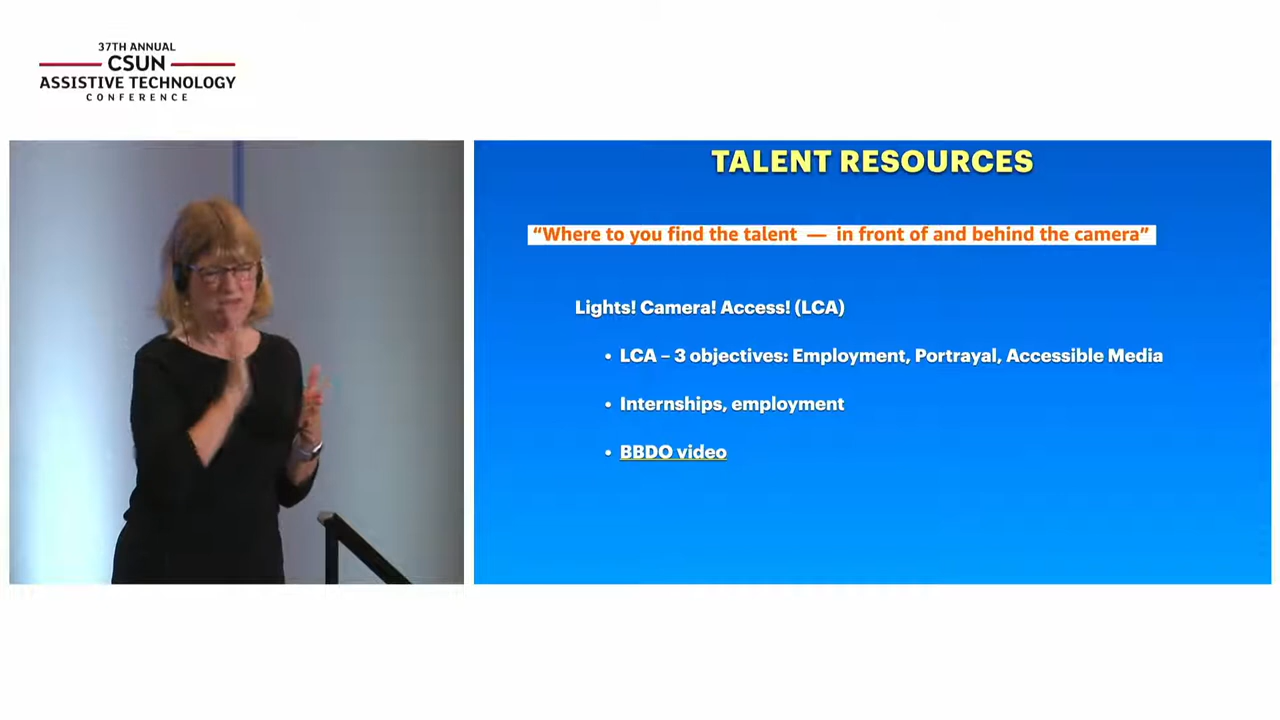 37TH ANNUAL
CSUN
ASSISTIVE TECHNOLOGY
CONFERENCE
TALENT RESOURCES
“Where to you find the talent — in front of and behind the camera”
Lights! Camera! Access! (LCA)
• LCA – 3 objectives: Employment, Portrayal, Accessible Media
• Internships, employment
• BBDO video